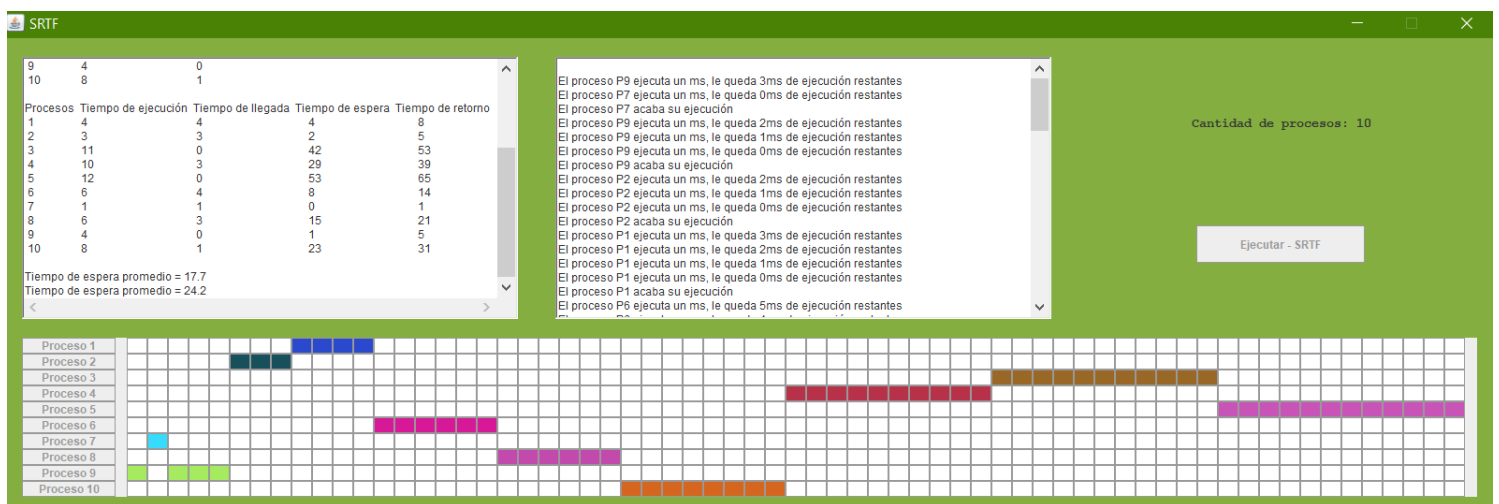 SRTF
9 4 0
10 8 1
Procesos Tiempo de ejecución Tiempo de llegada Tiempo de espera Tiempo de retorno
1 4 4 4 8
2 3 3 2 5
3 11 0 42 53
4 10 3 29 39
5 12 0 53 65
6 6 4 8 14
7 1 1 0 1
8 6 3 15 21
9 4 0 1 5
10 8 1 23 31
Tiempo de espera promedio = 17.7
Tiempo de espera promedio = 24.2
El proceso P9 ejecuta un ms, le queda 3ms de ejecución restantes
El proceso P7 ejecuta un ms, le queda 0ms de ejecución restantes
El proceso P7 acaba su ejecución
El proceso P9 ejecuta un ms, le queda 2ms de ejecución restantes
El proceso P9 ejecuta un ms, le queda 1ms de ejecución restantes
El proceso P9 ejecuta un ms, le queda 0ms de ejecución restantes
El proceso P9 acaba su ejecución
El proceso P2 ejecuta un ms, le queda 2ms de ejecución restantes
El proceso P2 ejecuta un ms, le queda 1ms de ejecución restantes
El proceso P2 ejecuta un ms, le queda 0ms de ejecución restantes
El proceso P2 acaba su ejecución
El proceso P1 ejecuta un ms, le queda 3ms de ejecución restantes
El proceso P1 ejecuta un ms, le queda 2ms de ejecución restantes
El proceso P1 ejecuta un ms, le queda 1ms de ejecución restantes
El proceso P1 ejecuta un ms, le queda 0ms de ejecución restantes
El proceso P1 acaba su ejecución
El proceso P6 ejecuta un ms, le queda 5ms de ejecución restantes
Cantidad de procesos: 10
Ejecutar - SRTF
Proceso 1
Proceso 2
Proceso 3
Proceso 4
Proceso 5
Proceso 6
Proceso 7
Proceso 8
Proceso 9
Proceso 10